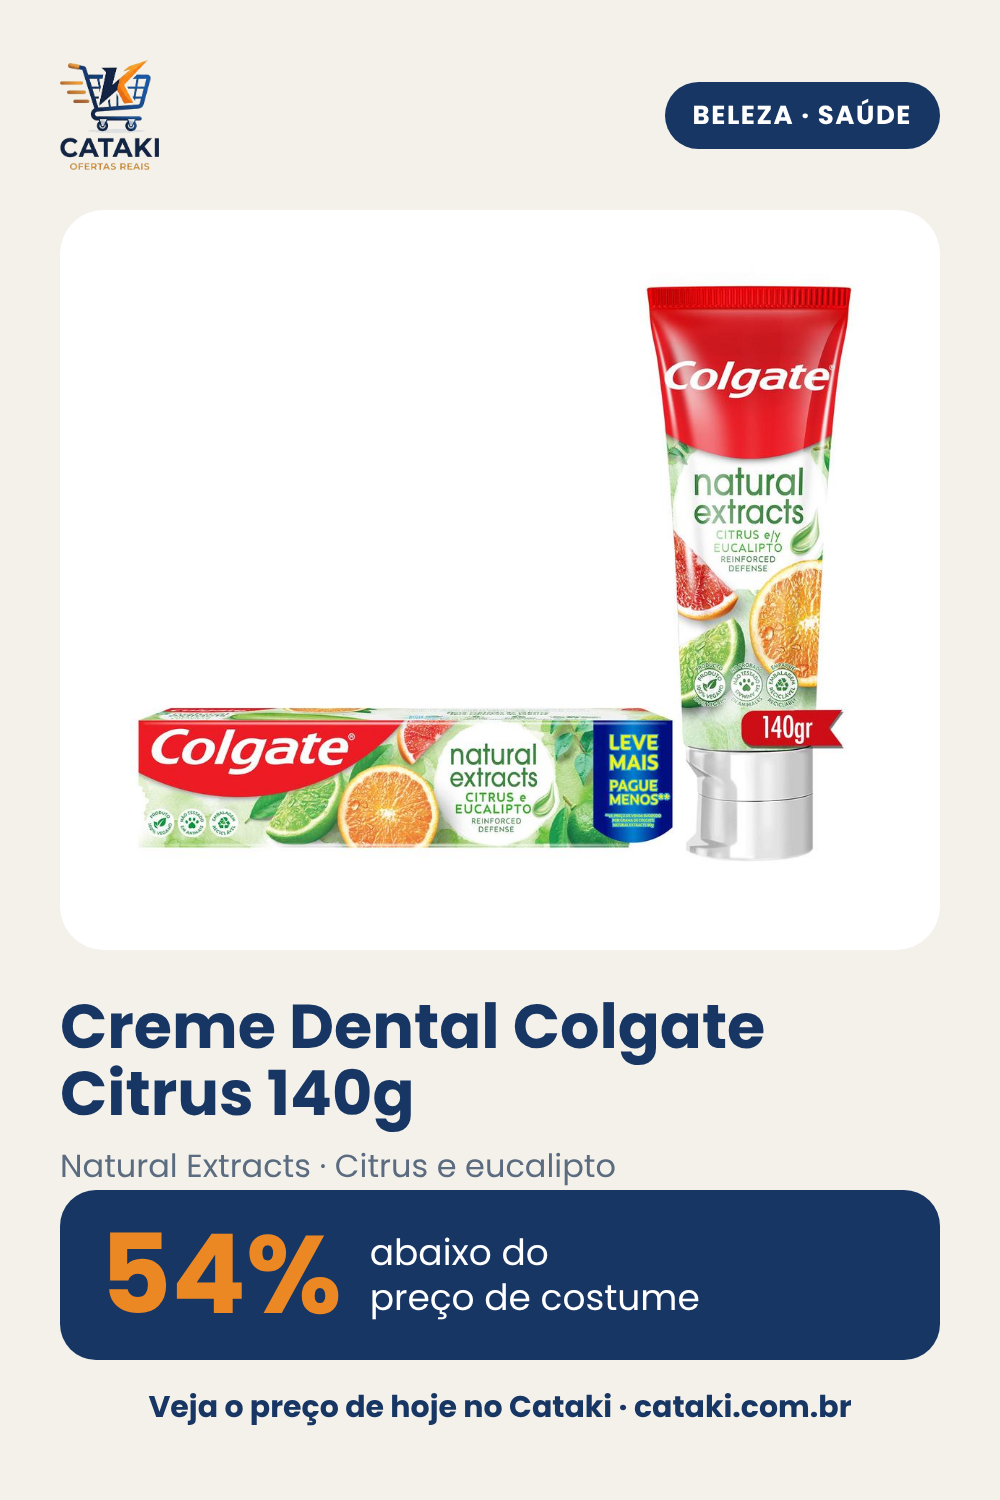 CATAKI
OFERTAS REAIS
BELEZA · SAÚDE
Colgate
natural
extracts
CITRUS e/y
EUCALIPTO
REINFORCED
DEFENSE
140gr
Colgate®
natural
extracts
CITRUS e
EUCALIPTO
REINFORCED
DEFENSE
LEVE
MAIS
PAGUE
MENOS**
Creme Dental Colgate
Citrus 140g
Natural Extracts · Citrus e eucalipto
54%
abaixo do
preço de costume
Veja o preço de hoje no Cataki · cataki.com.br